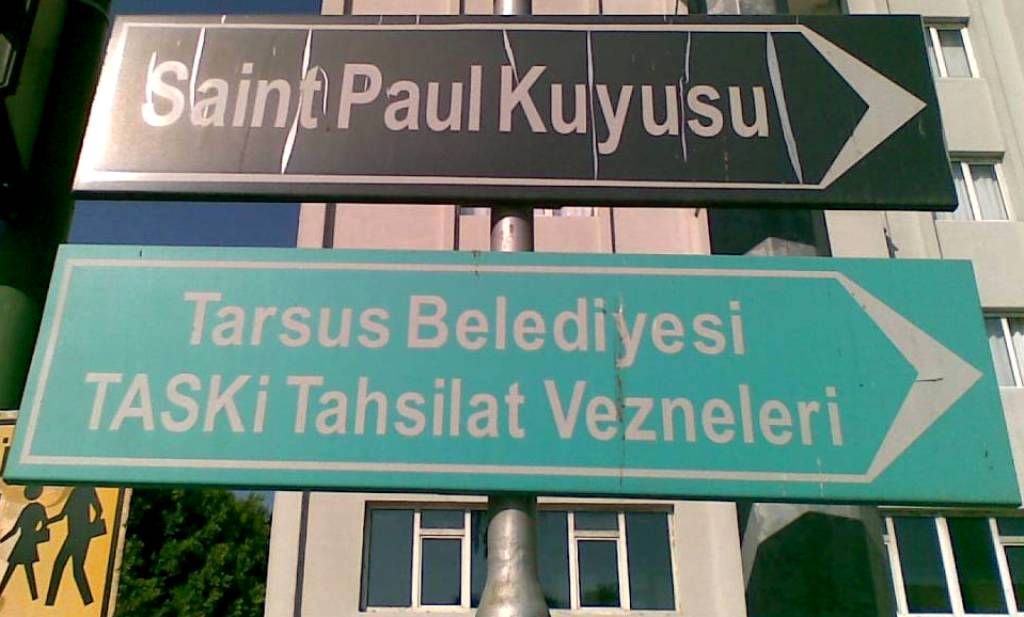 Saint Paul Kuyusu
Tarsus Belediyesi
TASKi Tahsilat Vezneleri